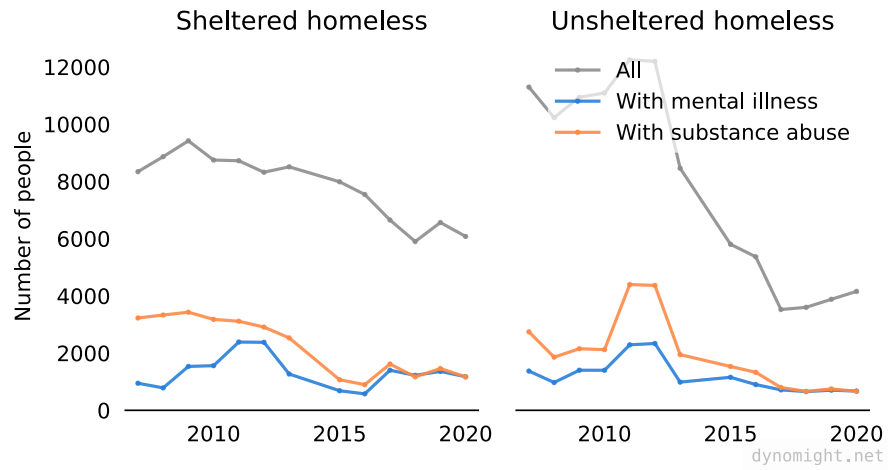 Sheltered homeless
Unsheltered homeless
Number of people
12000
10000
8000
6000
4000
2000
0
2010
2015
2020
2010
2015
2020
All
With mental illness
With substance abuse
dynomight.net